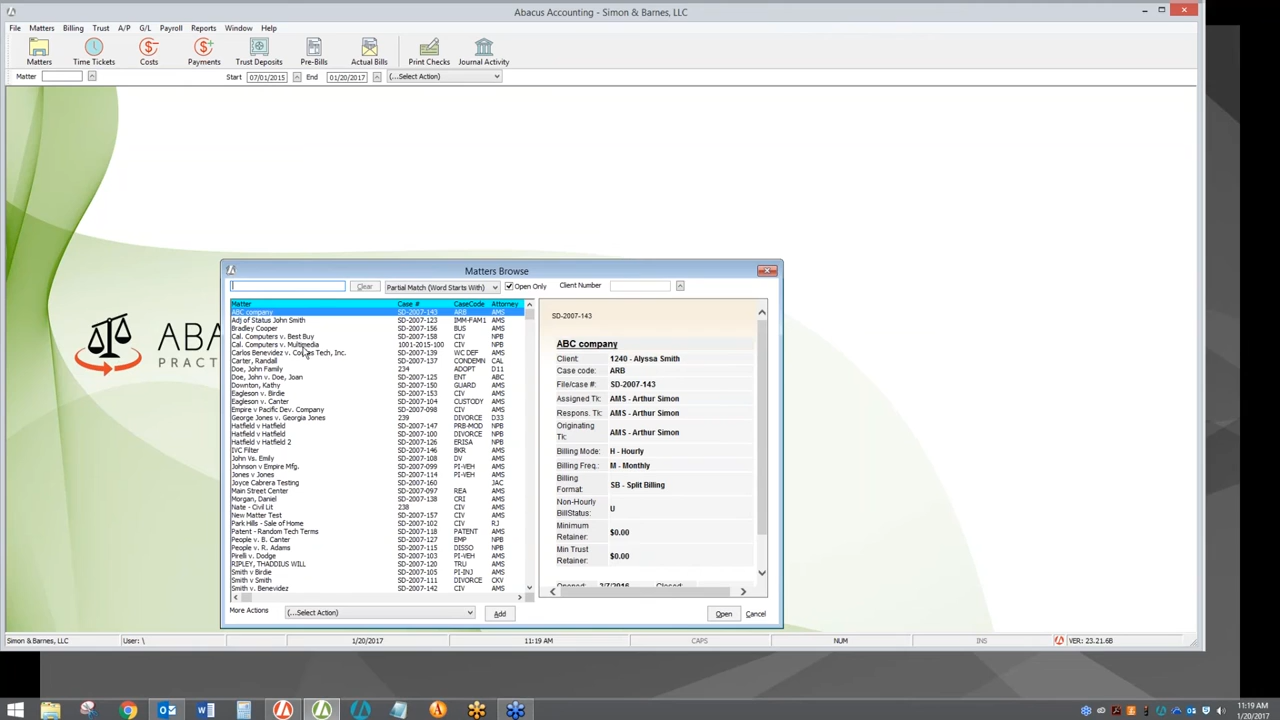 Abacus Accounting - Simon & Barnes, LLC
File Matters Billing Trust A/P G/L Payroll Reports Window Help
Matters Time Tickets Costs Payments Trust Deposits Pre-Bills Actual Bills Print Checks Journal Activity
Matter Start 07/01/2015 End 01/20/2017 (...Select Action)
ABA
PRACT
Matters Browse
Clear Partial Match (Word Starts With) Open Only Client Number
Matter Case # CaseCode Attorney
ABC company SD-2007-143 ARB AMS
Adj of Status John Smith SD-2007-123 IMM-FAM1 AMS
Bradley Cooper SD-2007-156 BUS AMS
Cal. Computers v. Best Buy SD-2007-158 CIV NPB
Cal. Computers v. Multimedia 1001-2015-100 CIV NPB
Carlos Benevidez v. Tech, Inc. SD-2007-139 WC DEF AMS
Carter, Randall SD-2007-137 CONDEMN CAL
Doe, John Family 234 ADOPT D11
Doe, John v. Doe, Joan SD-2007-125 ENT ABC
Downton, Kathy SD-2007-150 GUARD AMS
Eagleson v. Birdie SD-2007-153 CIV AMS
Eagleson v. Canter SD-2007-104 CUSTODY AMS
Empire v Pacific Dev. Company SD-2007-098 CIV AMS
George Jones v. Georgia Jones 239 DIVORCE D33
Hatfield v Hatfield SD-2007-147 PRB-MOD NPB
Hatfield v Hatfield SD-2007-100 DIVORCE NPB
Hatfield v Hatfield 2 SD-2007-126 ERISA NPB
IVC Filter SD-2007-146 BKR AMS
John Vs. Emily SD-2007-108 DV AMS
Johnson v Empire Mfg. SD-2007-099 PI-VEH AMS
Jones v Jones SD-2007-114 PI-VEH AMS
Joyce Cabrera Testing SD-2007-160 JAC
Main Street Center SD-2007-097 REA AMS
Morgan, Daniel SD-2007-138 CRI AMS
Nate - Civil Lit 238 CIV AMS
New Matter Test SD-2007-157 CIV AMS
Park Hills - Sale of Home SD-2007-102 CIV RJ
Patent - Random Tech Terms SD-2007-118 PATENT AMS
People v. B. Canter SD-2007-127 EMP NPB
People v. R. Adams SD-2007-115 DISSO NPB
Pirelli v. Dodge SD-2007-103 PI-VEH AMS
RIPLEY, THADDIUS WILL SD-2007-120 TRU AMS
Smith v Birdie SD-2007-105 PI-INJ AMS
Smith v Smith SD-2007-111 DIVORCE CKV
Smith v. Benevidez SD-2007-142 CIV AMS
SD-2007-143
ABC company
Client: 1240 - Alyssa Smith
Case code: ARB
File/case #: SD-2007-143
Assigned Tk: AMS - Arthur Simon
Respons. Tk: AMS - Arthur Simon
Originating Tk: AMS - Arthur Simon
Billing Mode: H - Hourly
Billing Freq.: M - Monthly
Billing Format: SB - Split Billing
Non-Hourly BillStatus: U
Minimum Retainer: $0.00
Min Trust Retainer: $0.00
Opened: 2/7/2016 Closed:
More Actions (...Select Action) Add Open Cancel
Simon & Barnes, LLC User: \ 1/20/2017 11:19 AM CAPS NUM INS VER: 23.21.6B
11:19 AM
1/20/2017